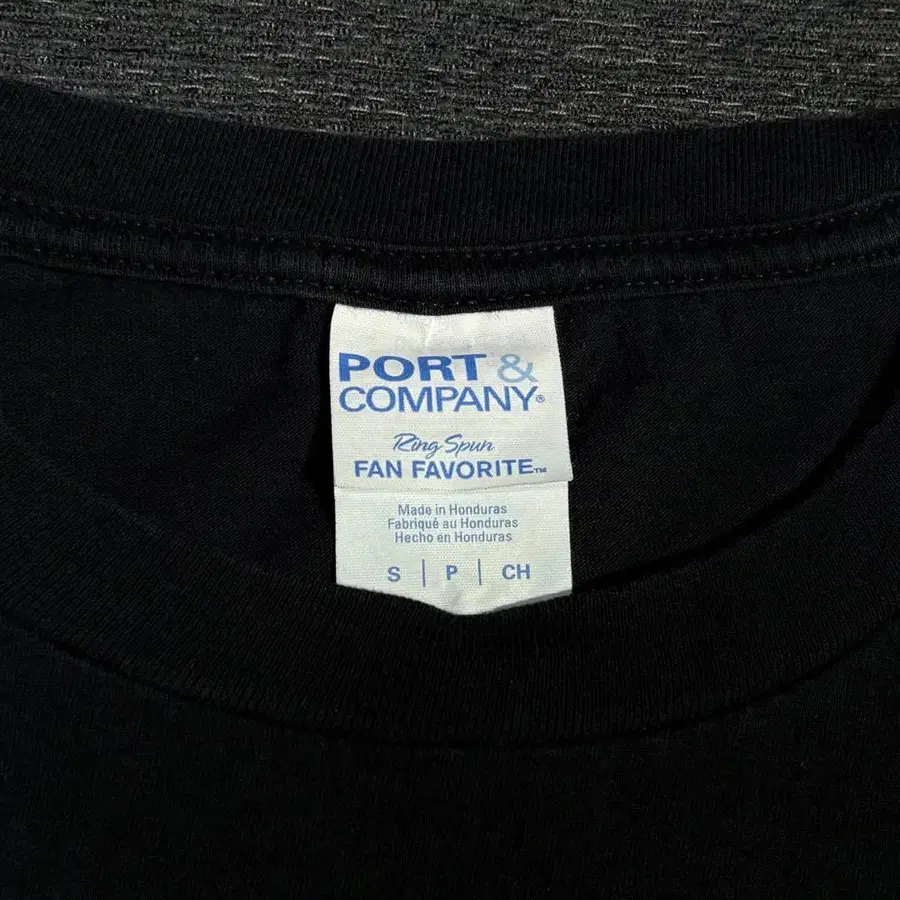 PORT &
COMPANY®
Ring Spun
FAN FAVORITE™
Made in Honduras
Fabriqué au Honduras
Hecho en Honduras
S | P | CH